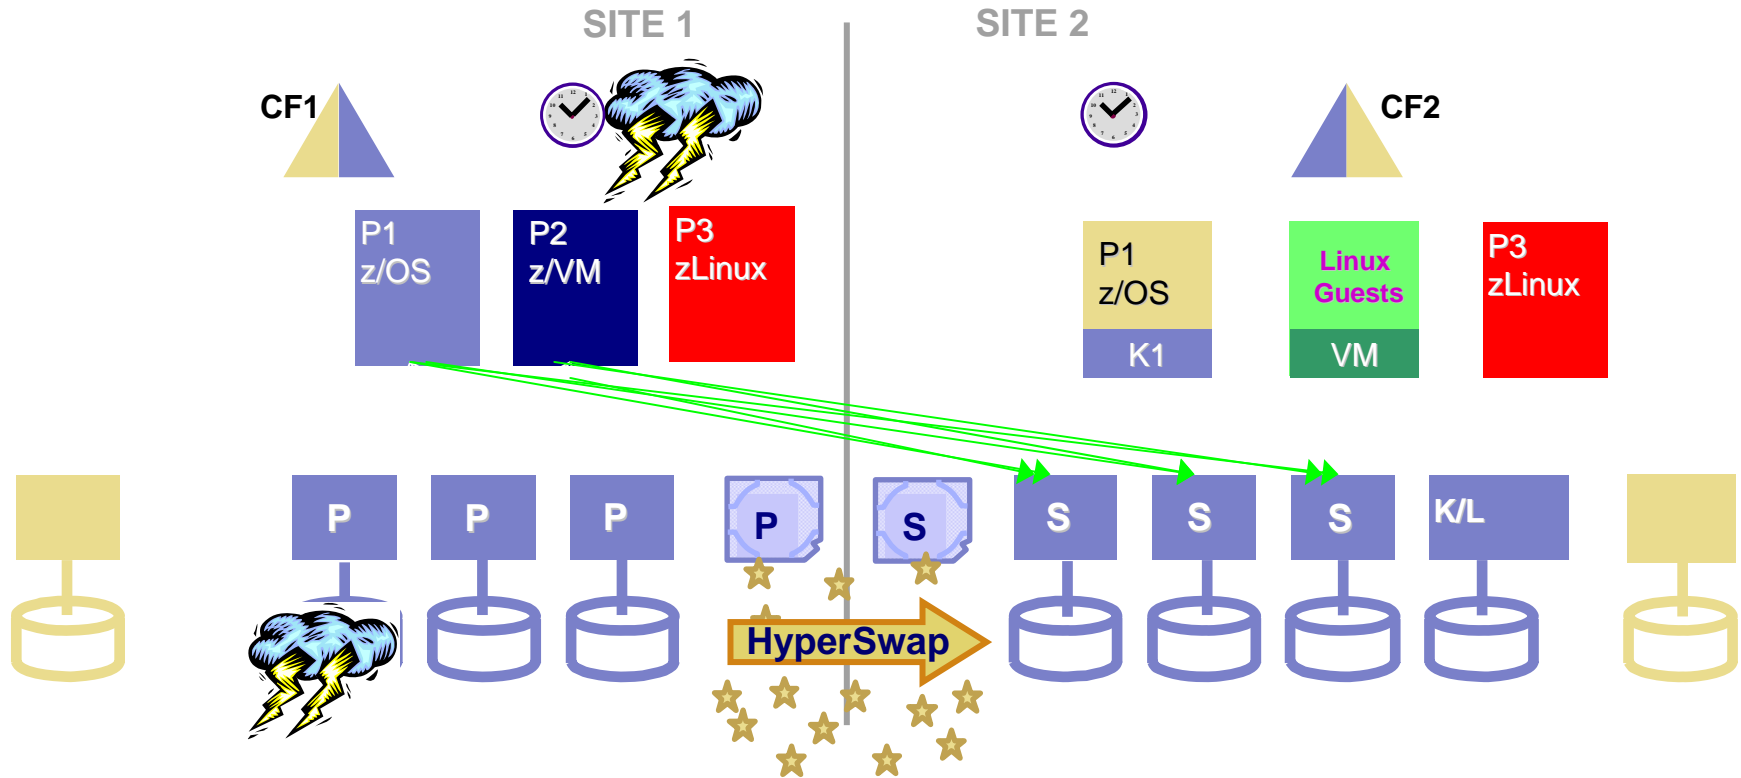 SITE 1
SITE 2
CF1
CF2
P1
z/OS
P2
z/VM
P3
zLinux
P1
z/OS
K1
Linux
Guests
VM
P3
zLinux
P
P
P
P
S
S
S
S
K/L
HyperSwap